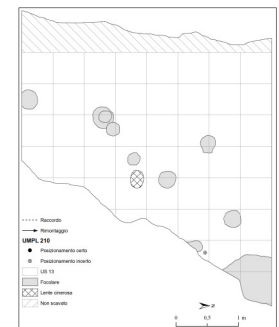 Raccordo
Rimontaggio
UMPL 210
Posizionamento certo
Posizionamento incerto
US 13
Focolare
Lente cinerosa
Non scavato
N
0 0,5 1 m